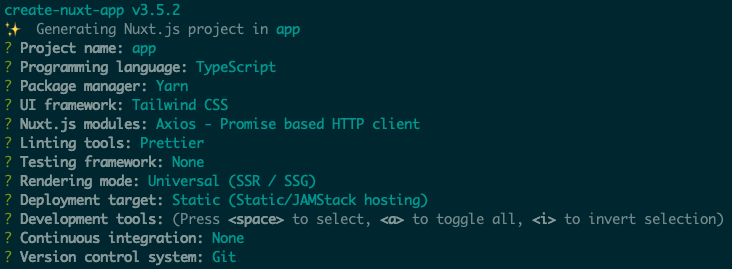 create-nuxt-app v3.5.2
✨ Generating Nuxt.js project in app
? Project name: app
? Programming language: TypeScript
? Package manager: Yarn
? UI framework: Tailwind CSS
? Nuxt.js modules: Axios - Promise based HTTP client
? Linting tools: Prettier
? Testing framework: None
? Rendering mode: Universal (SSR / SSG)
? Deployment target: Static (Static/JAMStack hosting)
? Development tools: (Press <space> to select, <a> to toggle all, <i> to invert selection)
? Continuous integration: None
? Version control system: Git